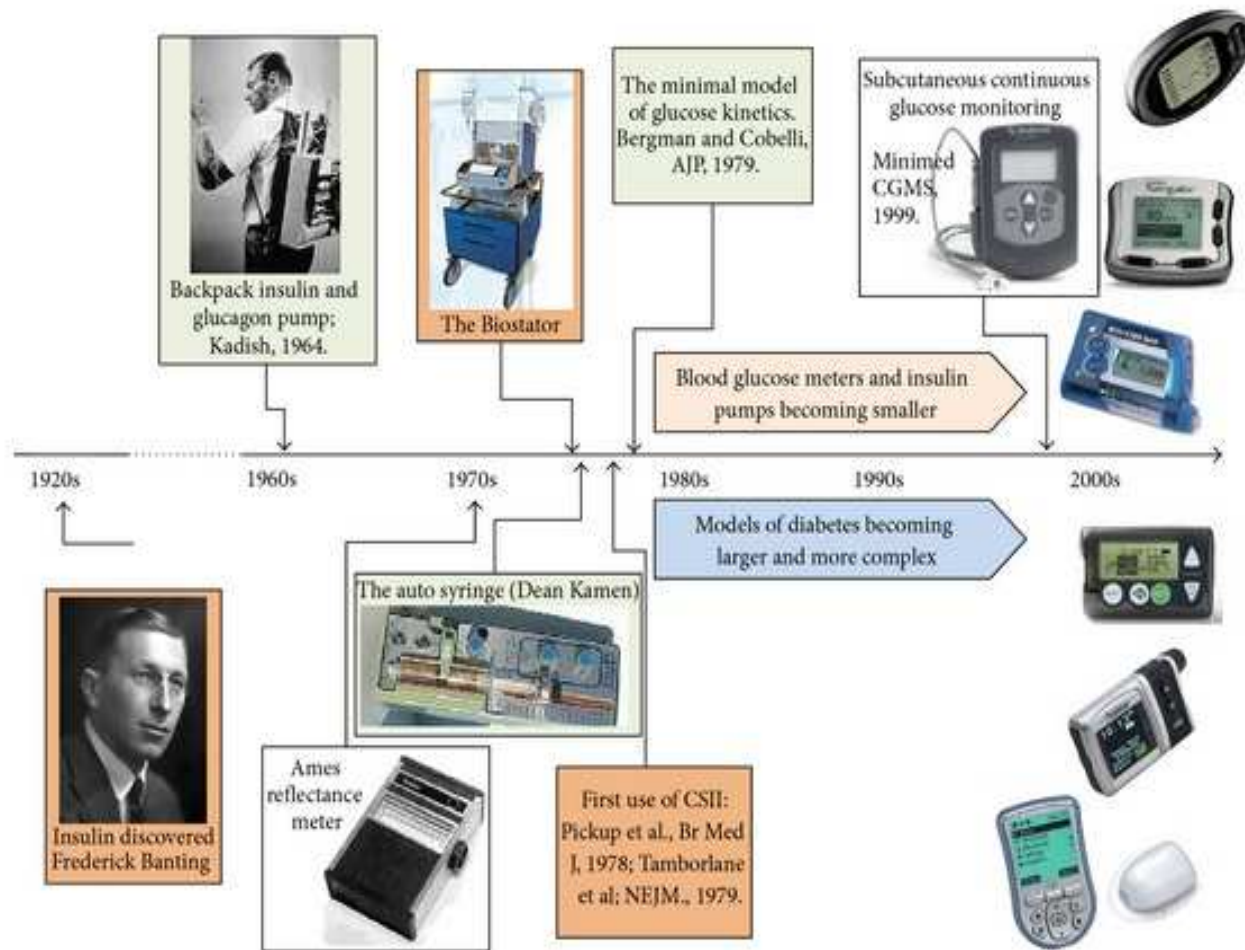 Backpack insulin and
glucagon pump;
Kadish, 1964.
The Biostator
The minimal model
of glucose kinetics.
Bergman and Cobelli,
AJP, 1979.
Subcutaneous continuous
glucose monitoring
Minimed
CGMS,
1999.
Blood glucose meters and insulin
pumps becoming smaller
1920s
1960s
1970s
1980s
1990s
2000s
Models of diabetes becoming
larger and more complex
The auto syringe (Dean Kamen)
Insulin discovered
Frederick Banting
Ames
reflectance
meter
First use of CSII:
Pickup et al., Br Med
J, 1978; Tamborlane
et al; NEJM., 1979.